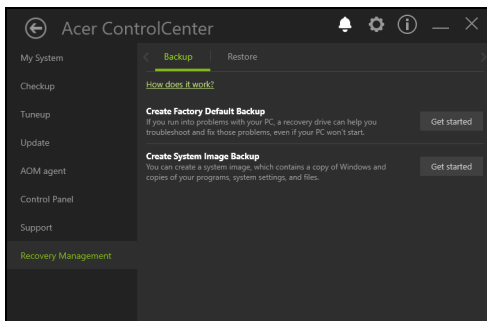 Acer ControlCenter
My System
Checkup
Tuneup
Update
AOM agent
Control Panel
Support
Recovery Management
Backup
Restore
How does it work?
Create Factory Default Backup
If you run into problems with your PC, a recovery drive can help you
troubleshoot and fix those problems, even if your PC won't start.
Get started
Create System Image Backup
You can create a system image, which contains a copy of Windows and
copies of your programs, system settings, and files.
Get started